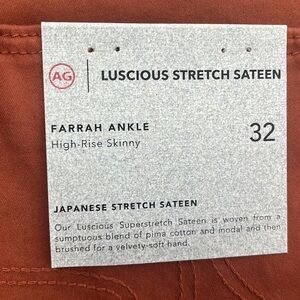 AG | LUSCIOUS STRETCH SATEEN
FARRAH ANKLE
High-Rise Skinny
32
JAPANESE STRETCH SATEEN
Our Luscious Superstretch Sateen is woven from a
sumptuous blend of pima cotton and modal and then
brushed for a velvety-soft hand.